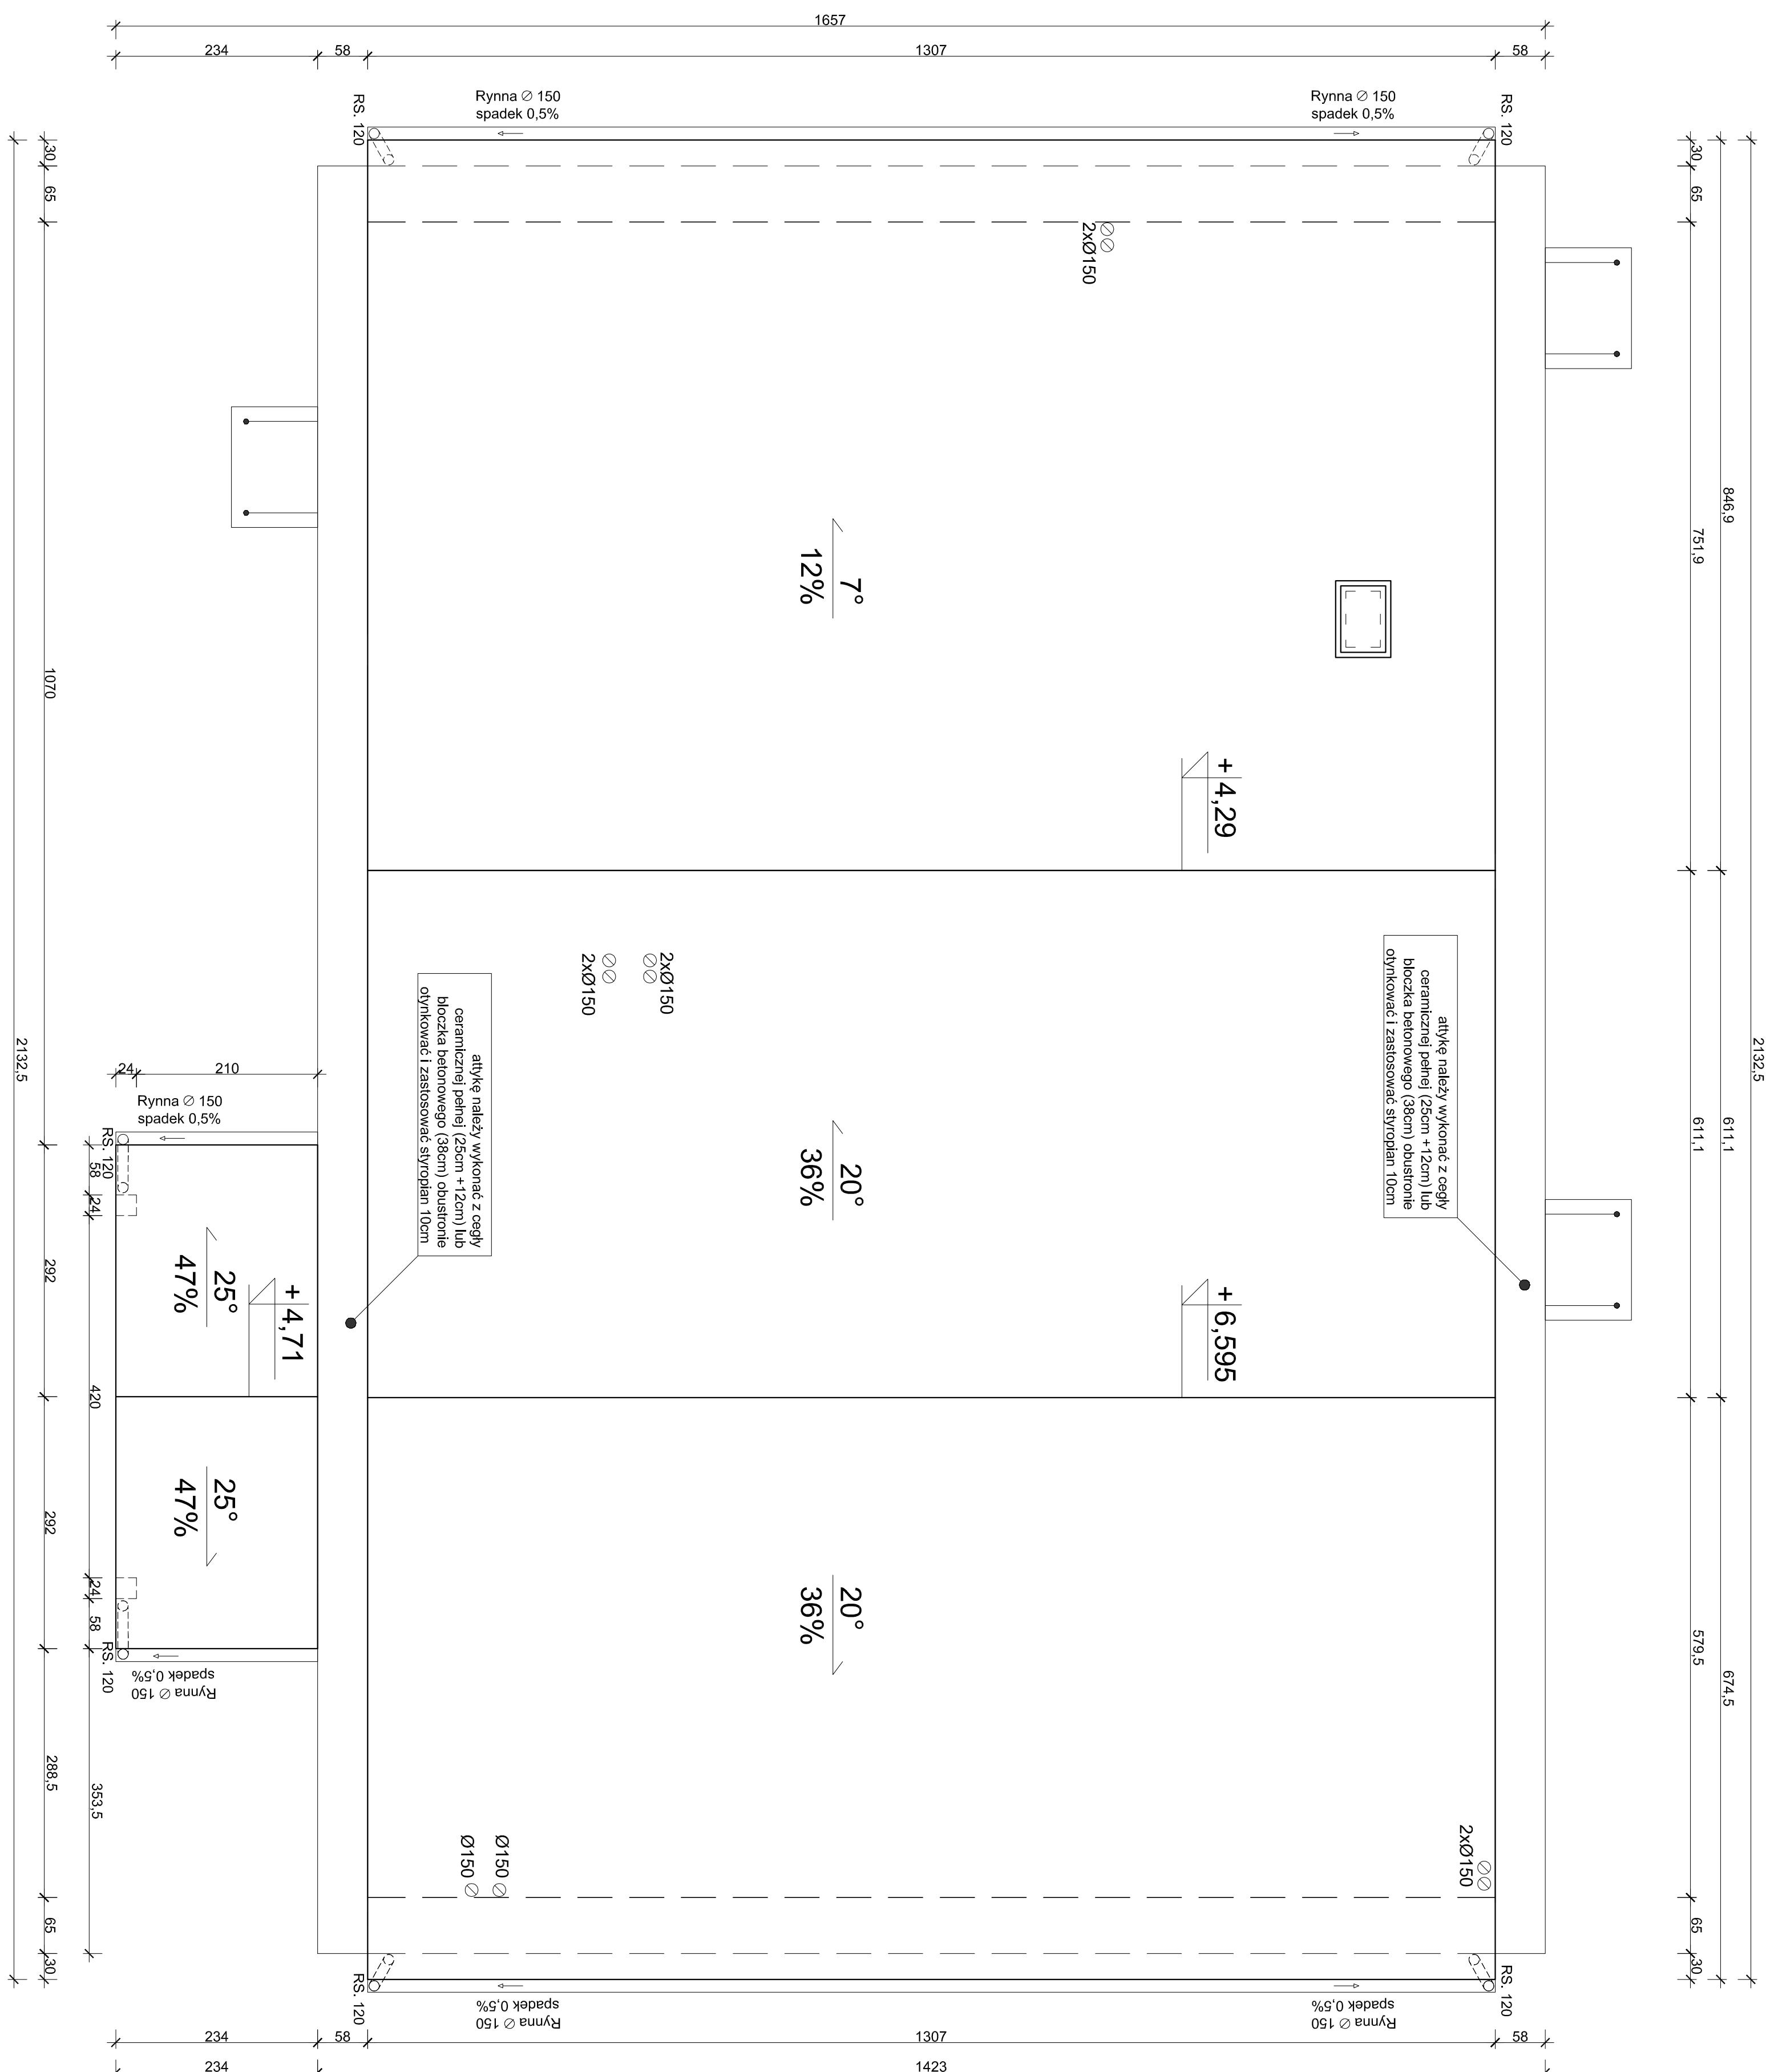 1657
234
58
1307
58
Rynna ∅ 150
spadek 0,5%
Rynna ∅ 150
spadek 0,5%
RS. 120
RS. 120
30
65
1070
292
292
288,5
65
30
2132,5
30
65
751,9
611,1
579,5
65
30
846,9
611,1
674,5
2132,5
2xØ150
7°
12%
+ 4,29
2xØ150
2xØ150
attykę należy wykonać z cegły
ceramicznej pełnej (25cm +12cm) lub
bloczka betonowego (38cm) obustronie
otynkować i zastosować styropian 10cm
attykę należy wykonać z cegły
ceramicznej pełnej (25cm +12cm) lub
bloczka betonowego (38cm) obustronie
otynkować i zastosować styropian 10cm
20°
36%
+ 6,595
24
210
Rynna ∅ 150
spadek 0,5%
RS. 120
58
24
420
24
58
353,5
25°
47%
+ 4,71
25°
47%
RS. 120
Rynna ∅ 150
spadek 0,5%
20°
36%
Ø150
Ø150
2xØ150
RS. 120
RS. 120
Rynna ∅ 150
spadek 0,5%
Rynna ∅ 150
spadek 0,5%
234
58
1307
58
234
1423